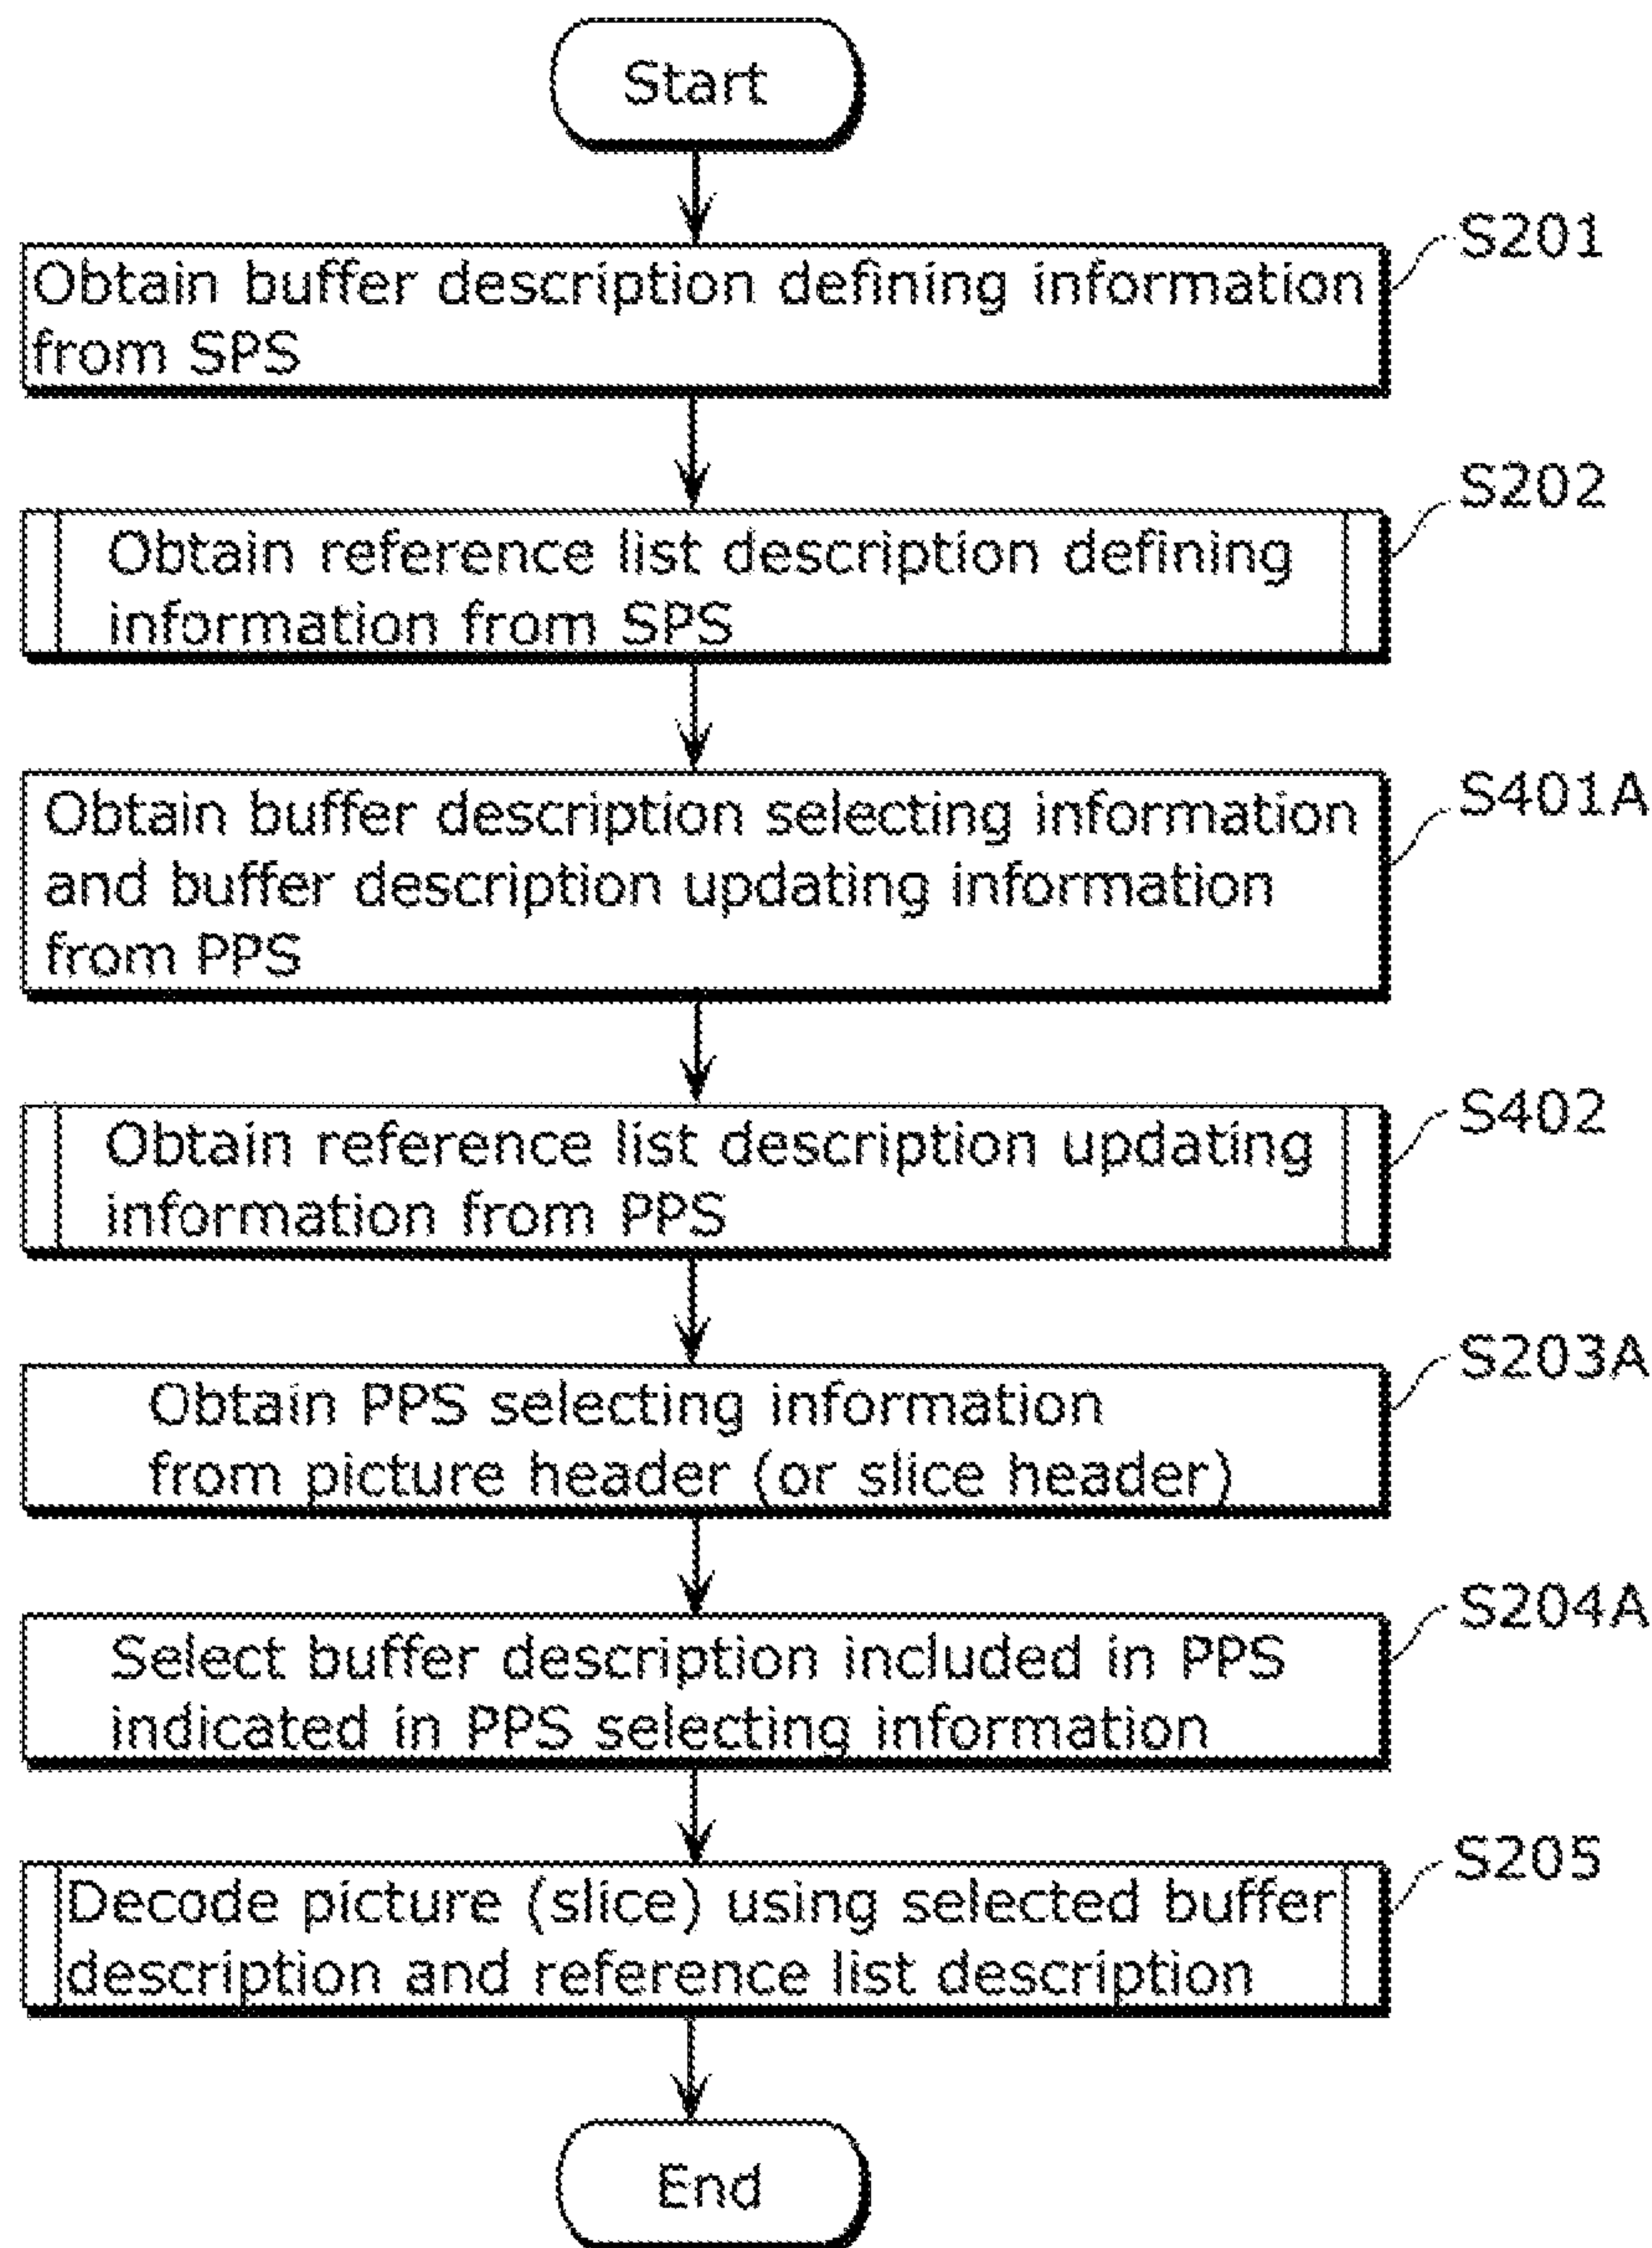 Start
S201
Obtain buffer description defining information
from SPS
S202
Obtain reference list description defining
information from SPS
S401A
Obtain buffer description selecting information
and buffer description updating information
from PPS
S402
Obtain reference list description updating
information from PPS
S203A
Obtain PPS selecting information
from picture header (or slice header)
S204A
Select buffer description included in PPS
indicated in PPS selecting information
S205
Decode picture (slice) using selected buffer
description and reference list description
End